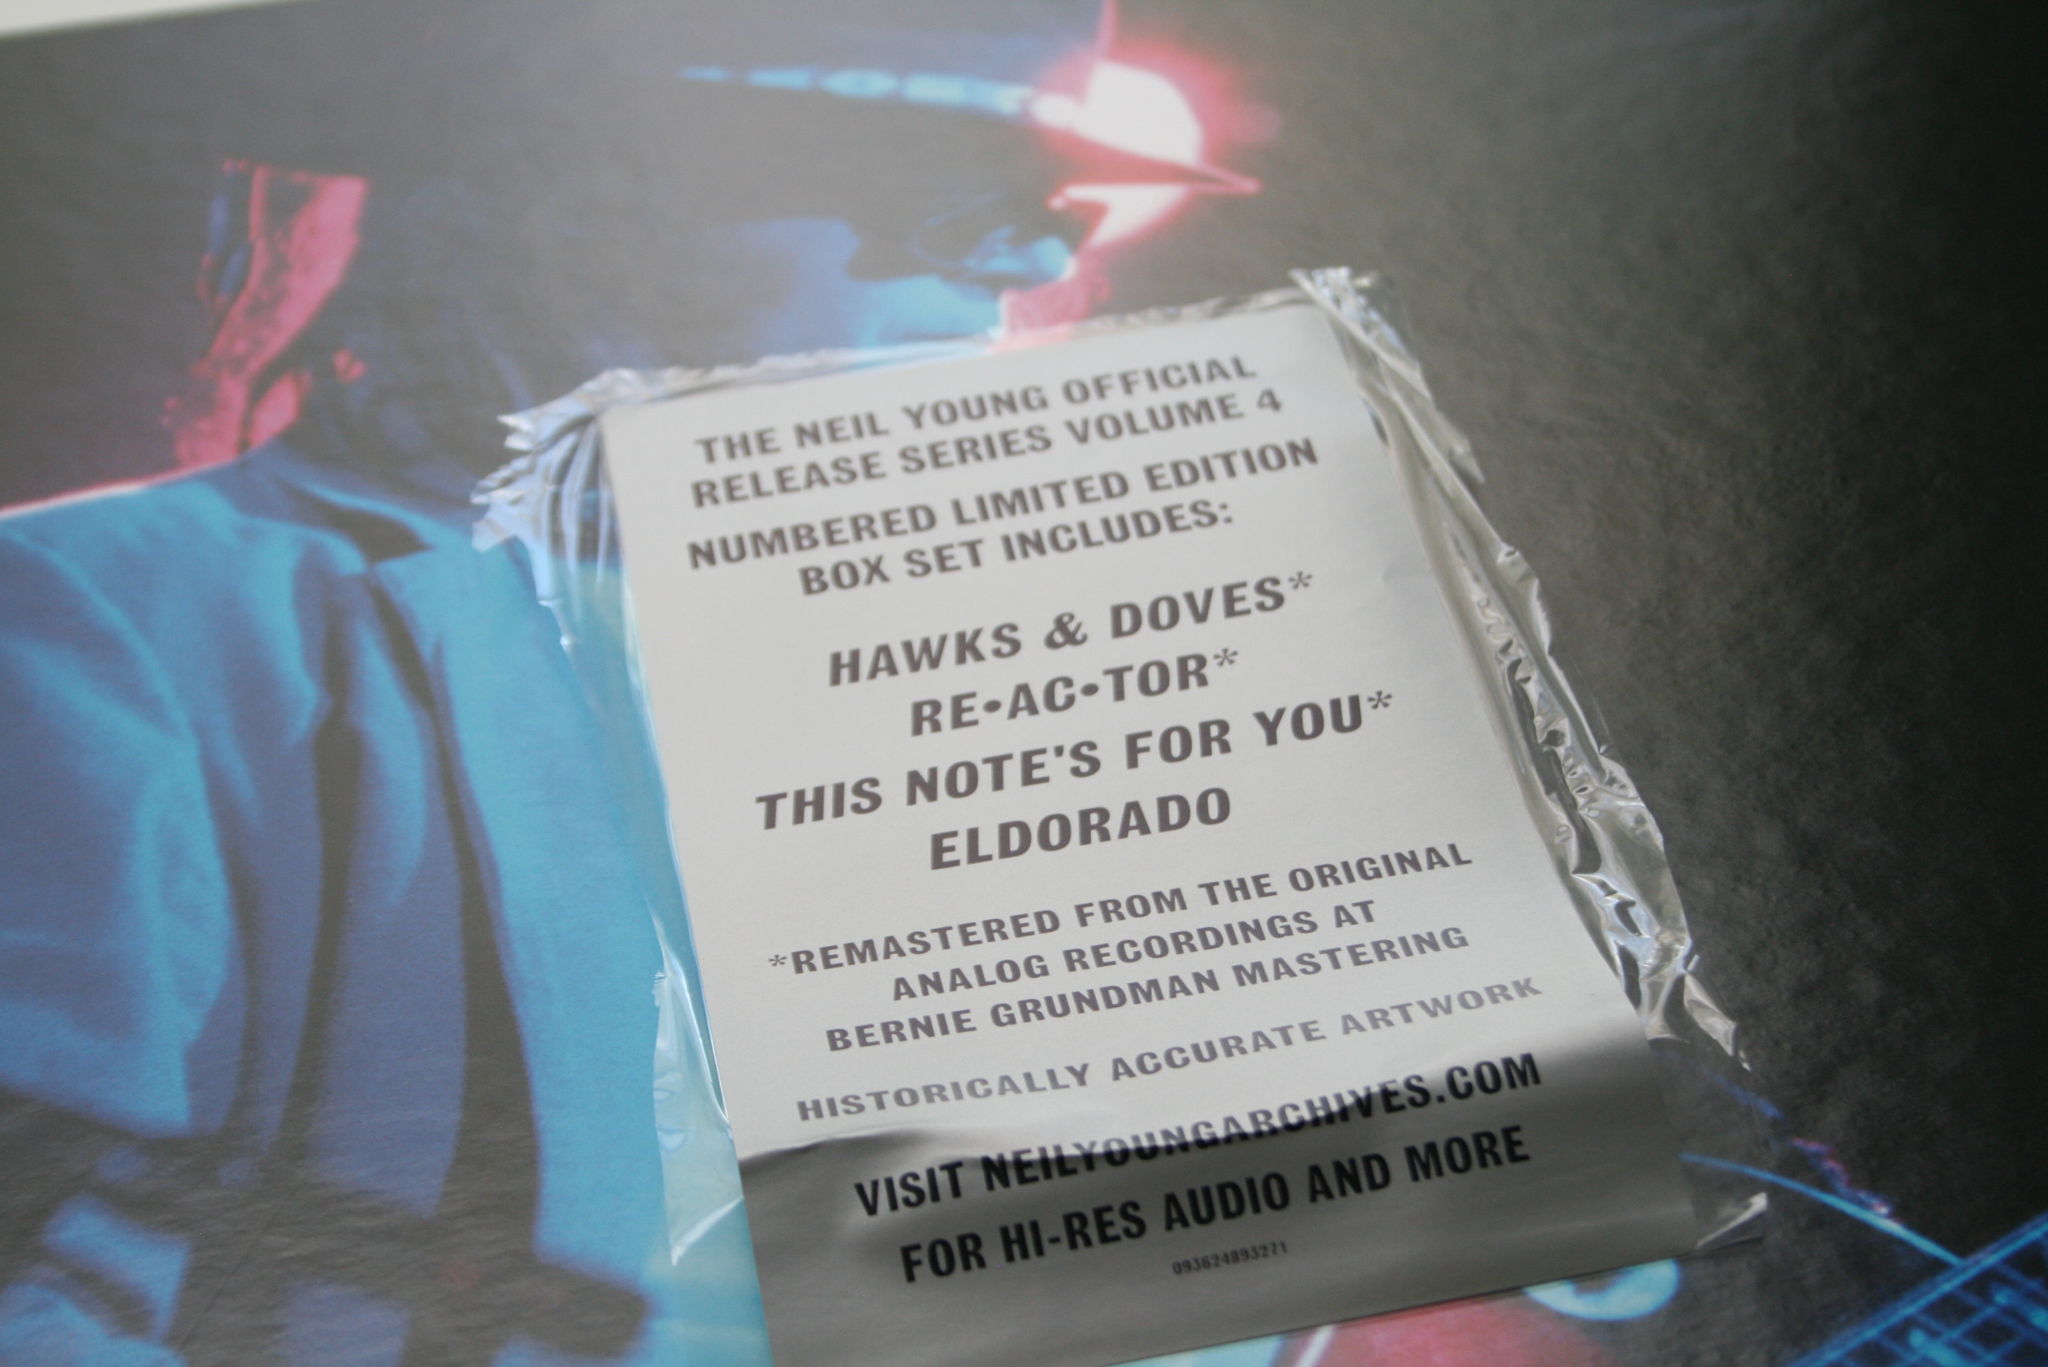 THE NEIL YOUNG OFFICIAL
RELEASE SERIES VOLUME 4
NUMBERED LIMITED EDITION
BOX SET INCLUDES:
HAWKS & DOVES*
RE•AC•TOR*
THIS NOTE'S FOR YOU*
ELDORADO
*REMASTERED FROM THE ORIGINAL
ANALOG RECORDINGS AT
BERNIE GRUNDMAN MASTERING
HISTORICALLY ACCURATE ARTWORK
VISIT NEILYOUNGARCHIVES.COM
FOR HI-RES AUDIO AND MORE
093624893271